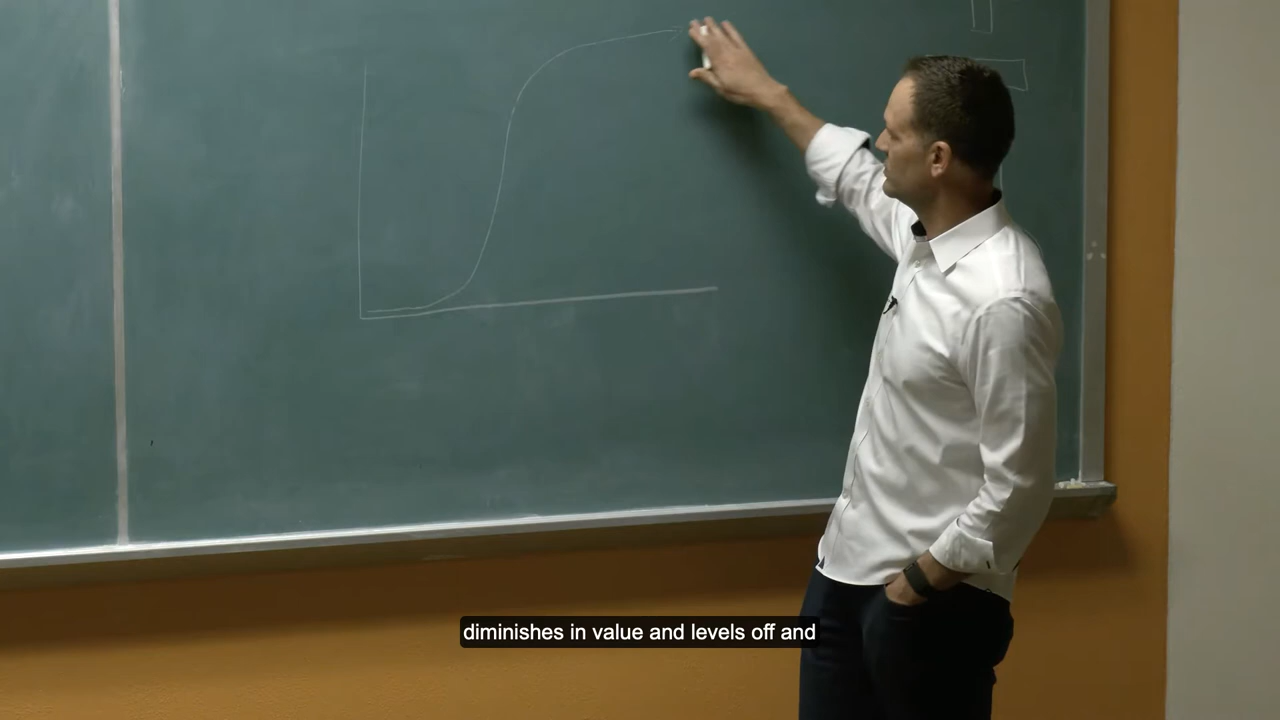 diminishes in value and levels off and